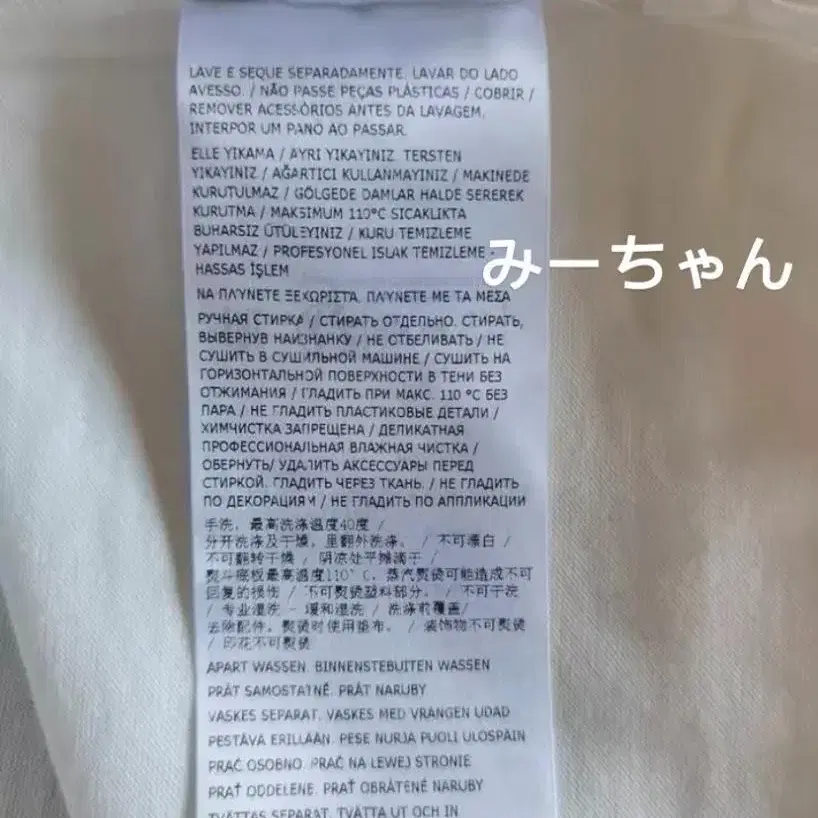 LAVE E SEQUE SEPARADAMENTE. LAVAR DO LADO
AVESSO. / NÃO PASSE PEÇAS PLÁSTICAS / COBRIR /
REMOVER ACESSÓRIOS ANTES DA LAVAGEM.
INTERPOR UM PANO AO PASSAR.
ELLE YIKAMA / AYRI YIKAYINIZ. TERSTEN
YIKAYINIZ / AĞARTICI KULLANMAYINIZ / MAKINEDE
KURUTULMAZ / GÖLGEDE DAMLAR HALDE SEREREK
KURUTMA / MAKSIMUM 110°C SICAKLIKTA
BUHARSIZ ÜTÜLEYINIZ / KURU TEMIZLEME
YAPILMAZ / PROFESYONEL ISLAK TEMIZLEME -
HASSAS İŞLEM
みーちゃん
ΝΑ ΠΛΥΝΕΤΕ ΞΕΧΩΡΙΣΤΑ. ΠΛΥΝΕΤΕ ΜΕ ΤΑ ΜΕΣΑ
РУЧНАЯ СТИРКА / СТИРАТЬ ОТДЕЛЬНО. СТИРАТЬ,
ВЫВЕРНУВ НАИЗНАНКУ / НЕ ОТБЕЛИВАТЬ / НЕ
СУШИТЬ В СУШИЛЬНОЙ МАШИНЕ / СУШИТЬ НА
ГОРИЗОНТАЛЬНОЙ ПОВЕРХНОСТИ В ТЕНИ БЕЗ
ОТЖИМАНИЯ / ГЛАДИТЬ ПРИ МАКС. 110 °C БЕЗ
ПАРА / НЕ ГЛАДИТЬ ПЛАСТИКОВЫЕ ДЕТАЛИ /
ХИМЧИСТКА ЗАПРЕЩЕНА / ДЕЛИКАТНАЯ
ПРОФЕССИОНАЛЬНАЯ ВЛАЖНАЯ ЧИСТКА /
ОБЕРНУТЬ/ УДАЛИТЬ АКСЕССУАРЫ ПЕРЕД
СТИРКОЙ. ГЛАДИТЬ ЧЕРЕЗ ТКАНЬ. / НЕ ГЛАДИТЬ
ПО ДЕКОРАЦИЯМ / НЕ ГЛАДИТЬ ПО АППЛИКАЦИИ
手洗, 最高洗涤温度40度 /
分开洗涤及干燥, 里翻外洗涤。 / 不可漂白 /
不可翻转干燥 / 阴凉处平摊滴干 /
熨斗底板最高温度110°C, 蒸汽熨烫可能造成不可
回复的损伤 / 不可熨烫塑料部分。 / 不可干洗
/ 专业湿洗 - 缓和湿洗 / 洗涤前覆盖/
去除配件。熨烫时使用垫布。 / 装饰物不可熨烫
/ 印花不可熨烫
APART WASSEN. BINNENSTEBUITEN WASSEN
PRÁT SAMOSTATNĚ. PRÁT NARUBY
VASKES SEPARAT. VASKES MED VRANGEN UDAD
PESTÄVÄ ERILLÄÄN. PESE NURJA PUOLI ULOSPÄIN
PRAĆ OSOBNO. PRAĆ NA LEWEJ STRONIE
PRAŤ ODDELENE. PRAŤ OBRÁTENÉ NARUBY
TVÄTTAS SEPARAT. TVÄTTA UT OCH IN